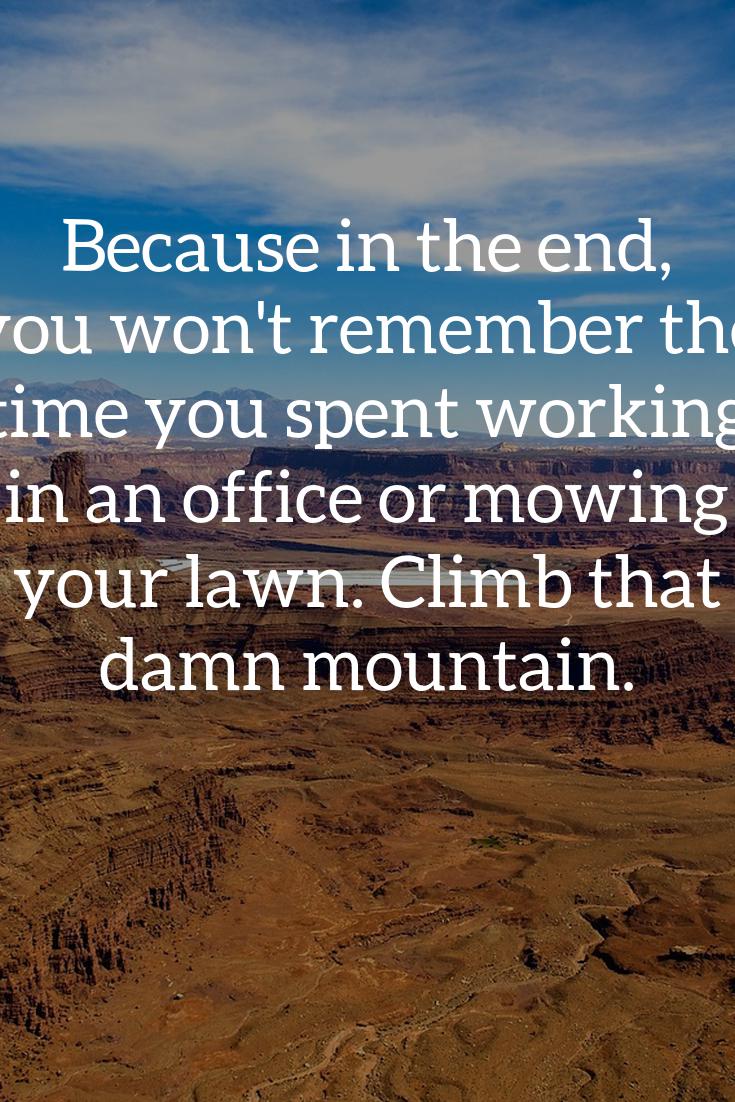 Because in the end,
you won't remember the
time you spent working
in an office or mowing
your lawn. Climb that
damn mountain.